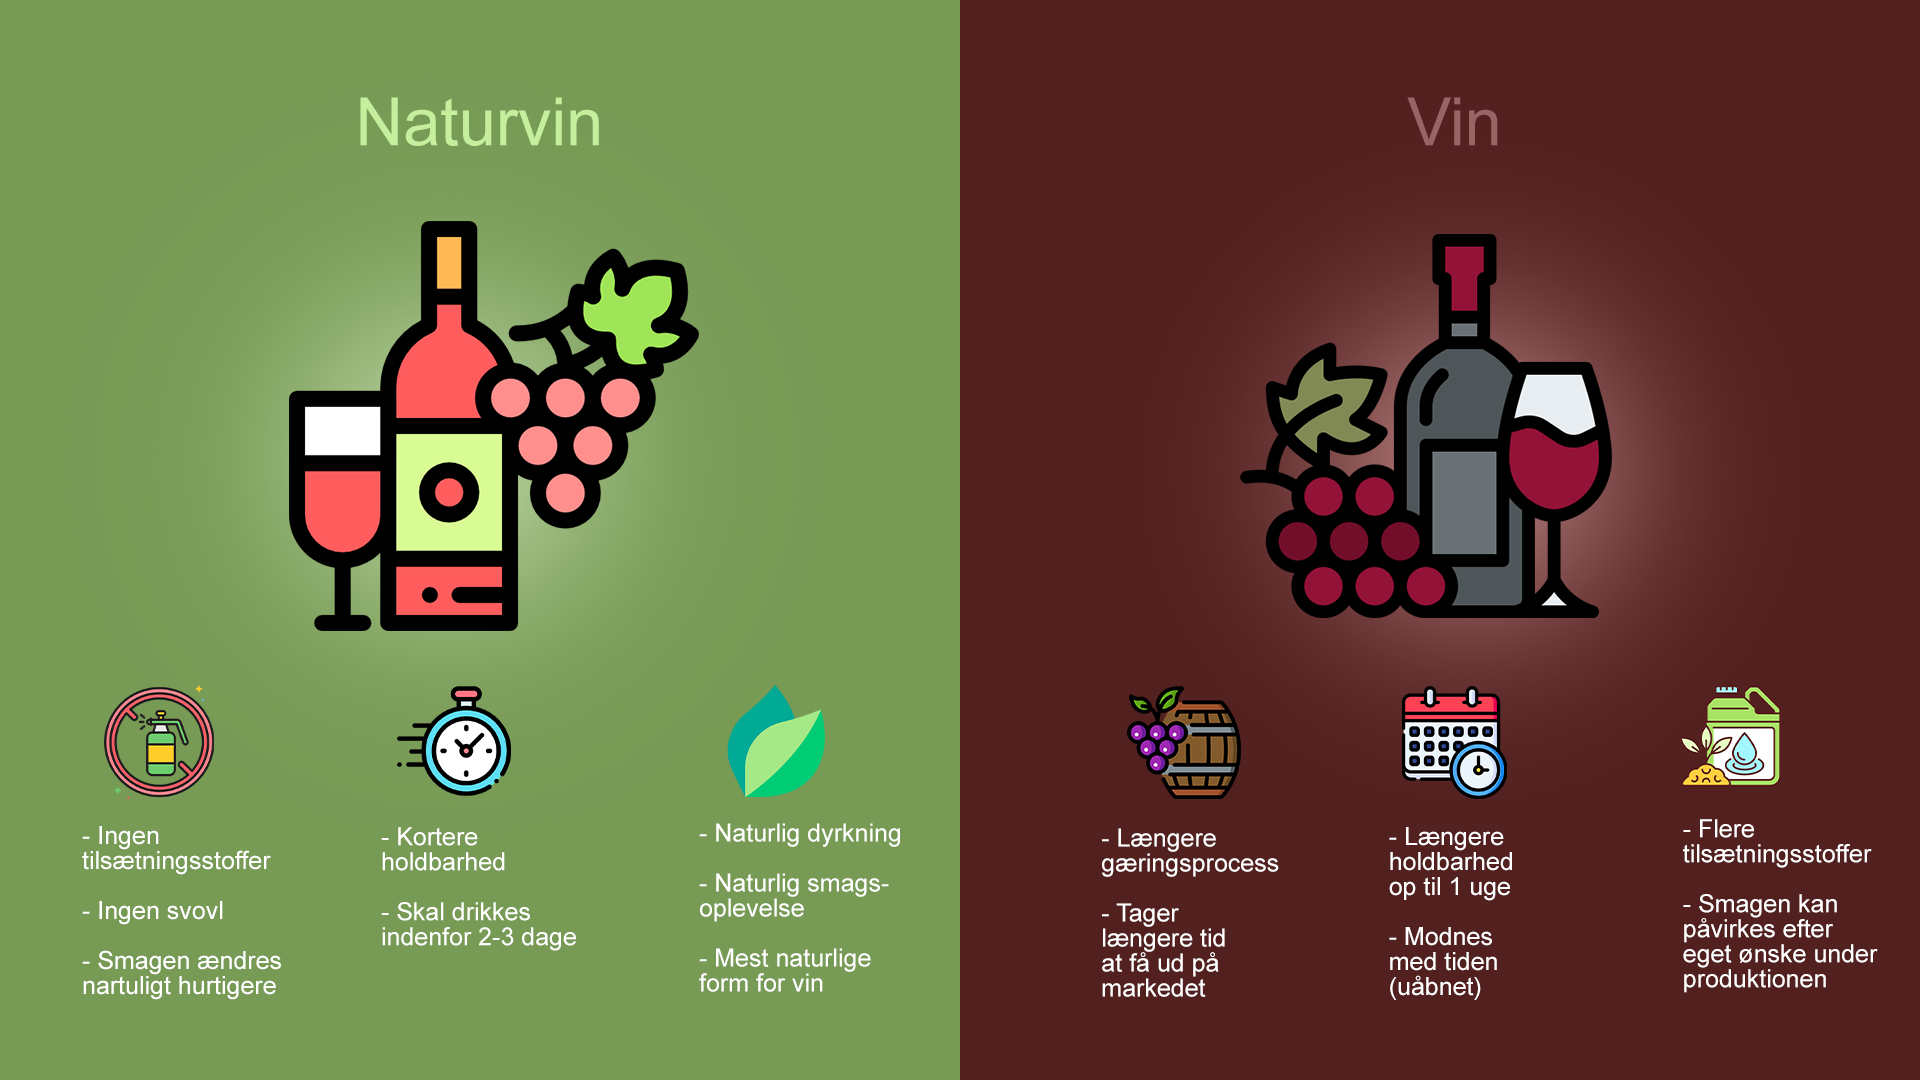 Naturvin
- Ingen
tilsætningsstoffer
- Ingen svovl
- Smagen ændres
nartuligt hurtigere
- Kortere
holdbarhed
- Skal drikkes
indenfor 2-3 dage
- Naturlig dyrkning
- Naturlig smags-
oplevelse
- Mest naturlige
form for vin
Vin
- Længere
gæringsprocess
- Tager
længere tid
at få ud på
markedet
- Længere
holdbarhed
op til 1 uge
- Modnes
med tiden
(uåbnet)
- Flere
tilsætningsstoffer
- Smagen kan
påvirkes efter
eget ønske under
produktionen